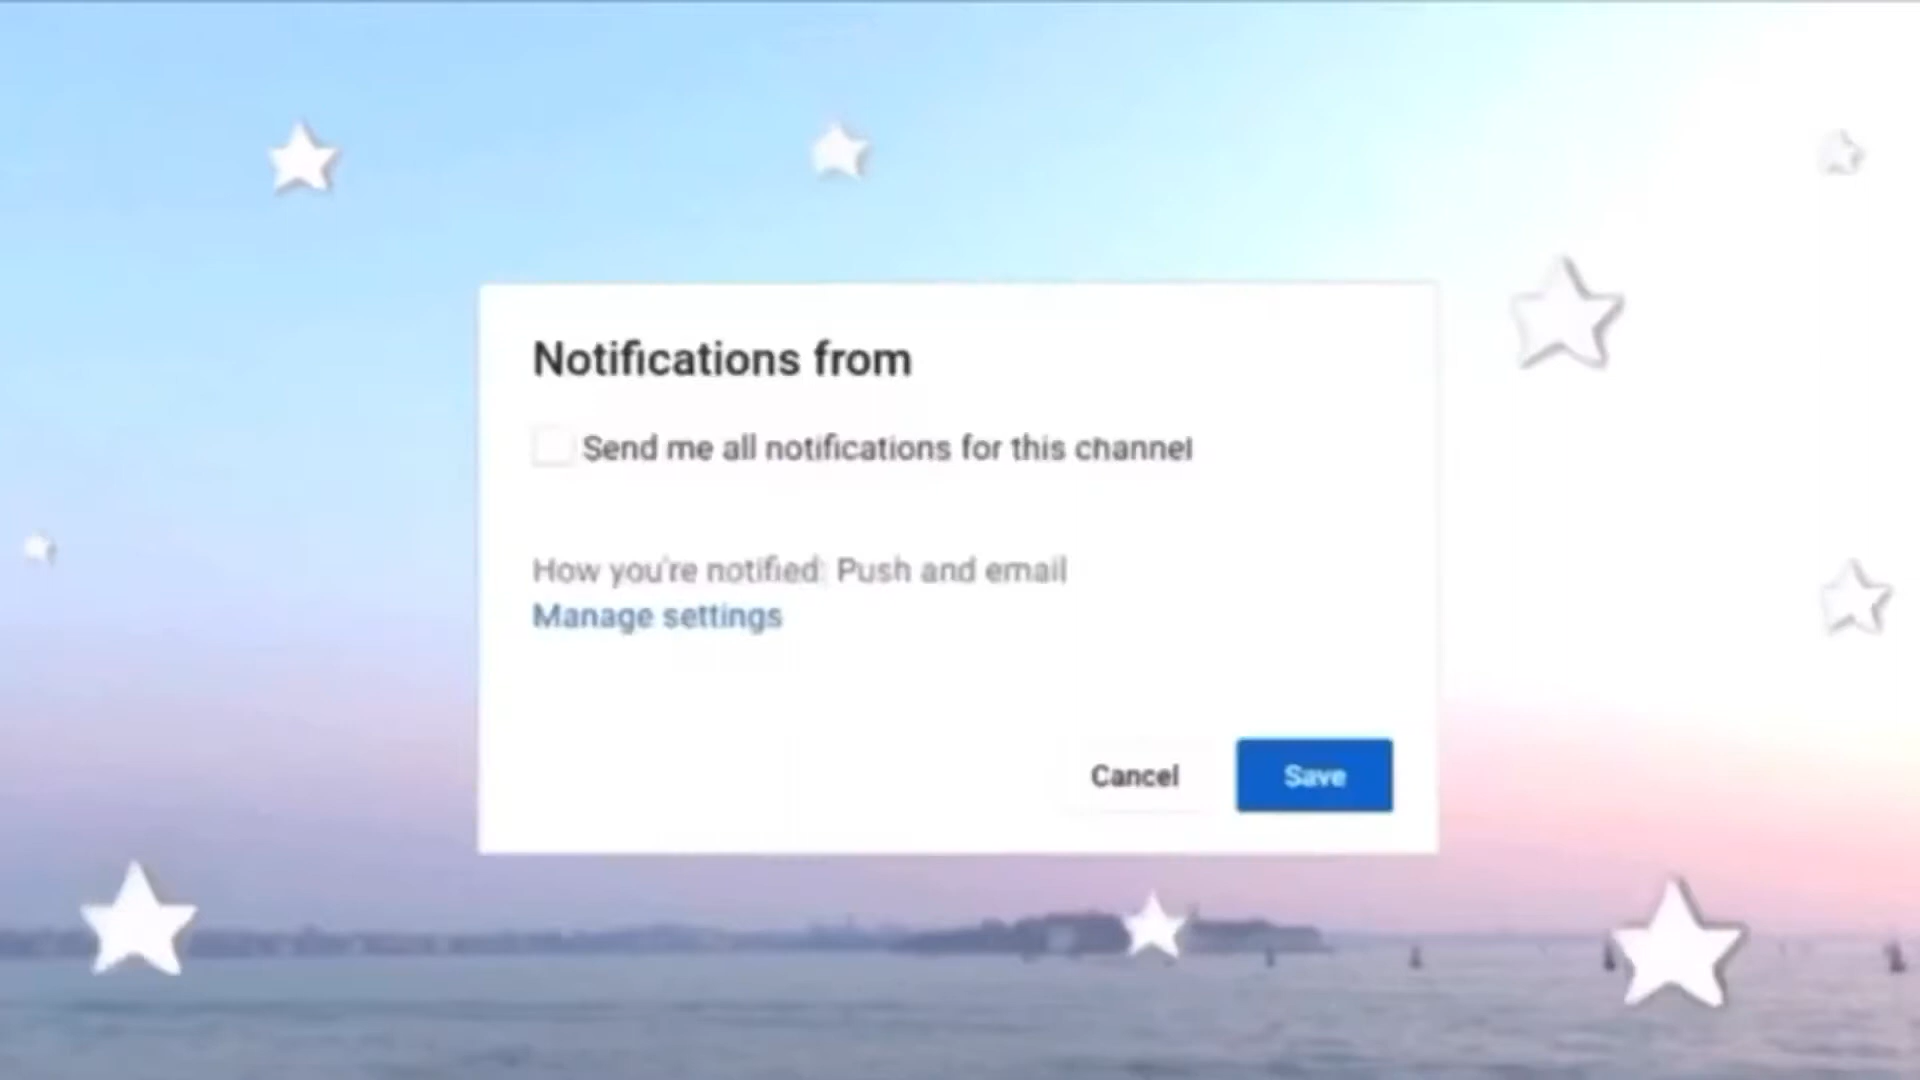 Notifications from
Send me all notifications for this channel
How you're notified: Push and email
Manage settings
Cancel
Save